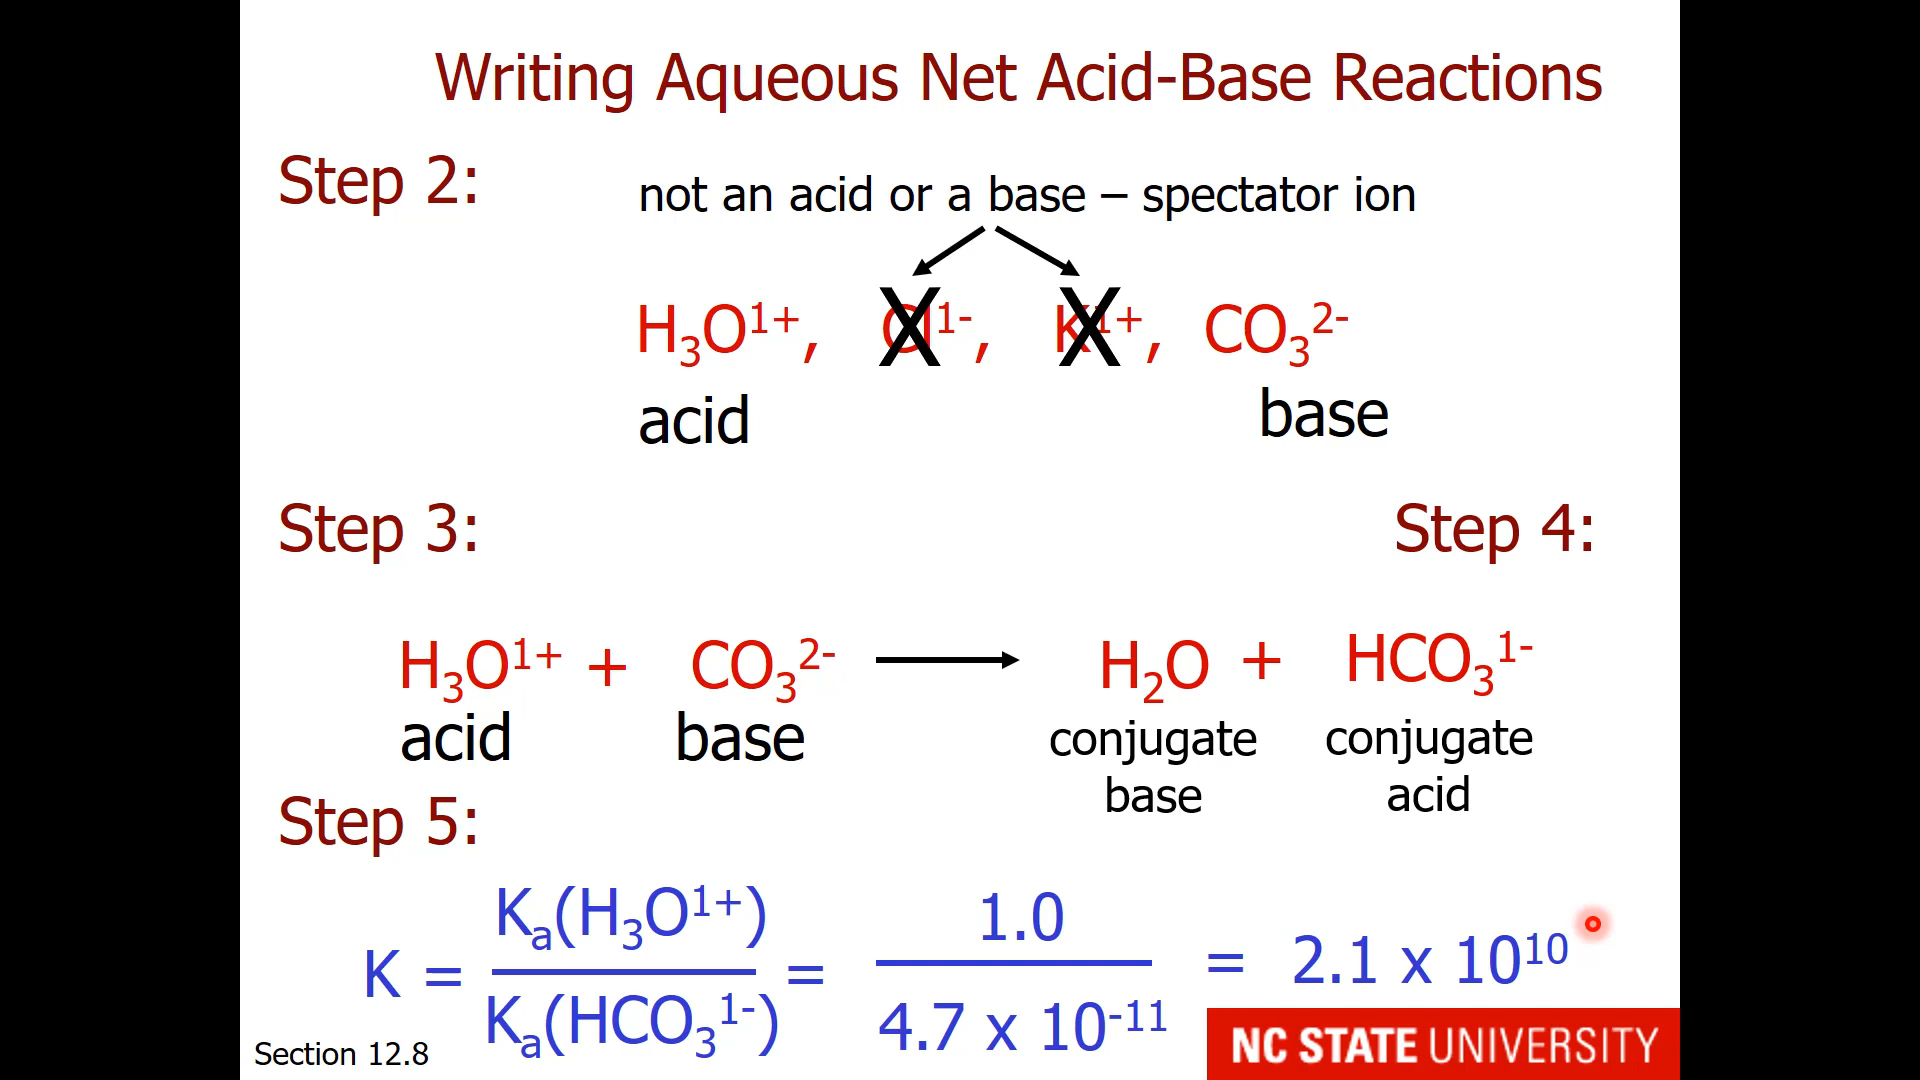 Writing Aqueous Net Acid-Base Reactions
Step 2:
not an acid or a base – spectator ion
H₃O¹⁺, Cl¹⁻, K¹⁺, CO₃²⁻
X X
acid base
Step 3: Step 4:
H₃O¹⁺ + CO₃²⁻ → H₂O + HCO₃¹⁻
acid base conjugate base conjugate acid
Step 5:
K = Kₐ(H₃O¹⁺) / Kₐ(HCO₃¹⁻) = 1.0 / 4.7 x 10⁻¹¹ = 2.1 x 10¹⁰
Section 12.8
NC STATE UNIVERSITY